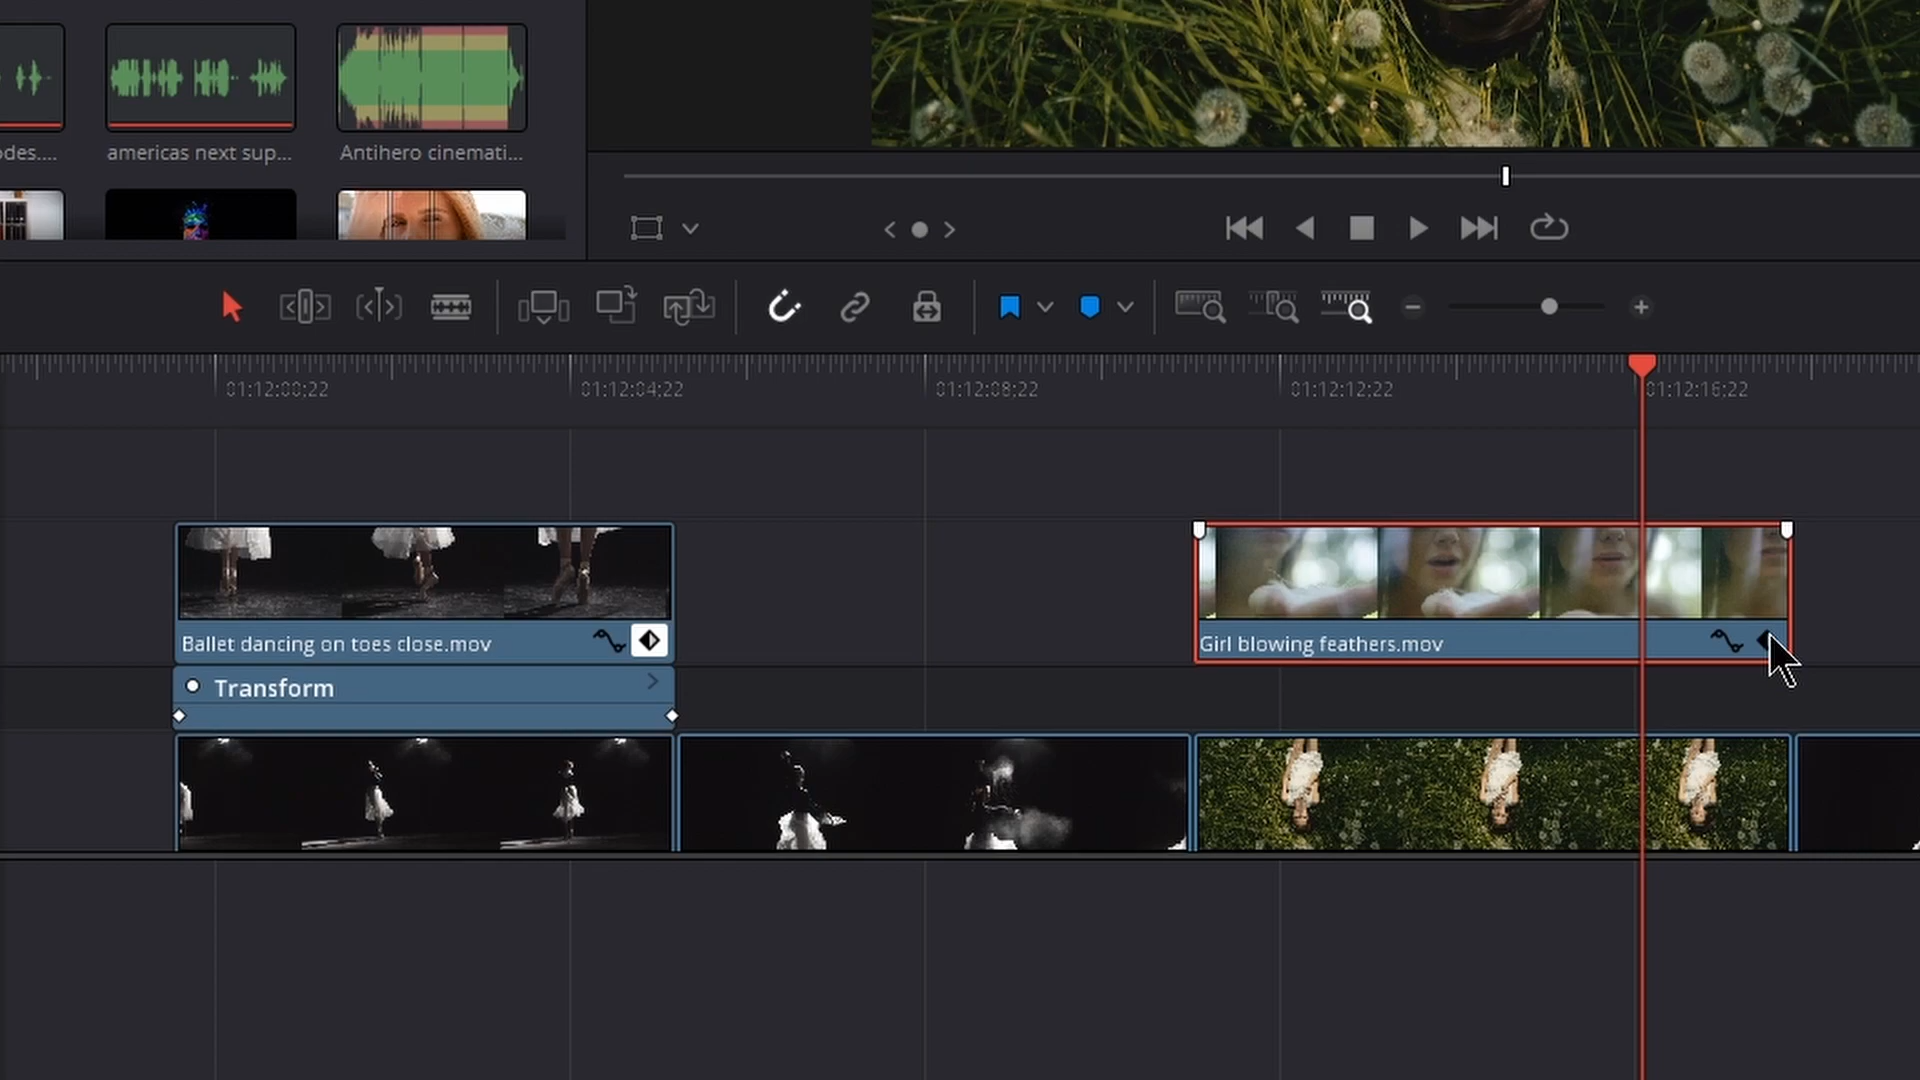 odes....
americas next sup...
Antihero cinemati...
01:12:00;22
01:12:04;22
01:12:08;22
01:12:12;22
01:12:16;22
Ballet dancing on toes close.mov
Girl blowing feathers.mov
Transform